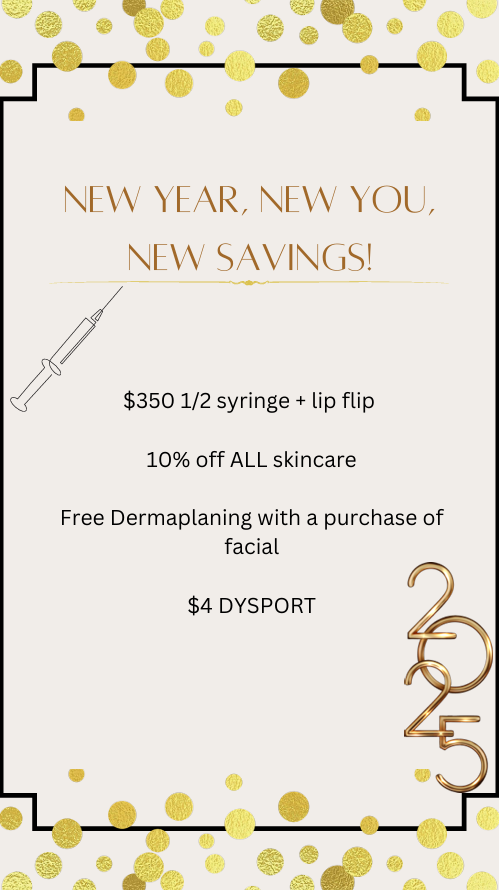 NEW YEAR, NEW YOU,
NEW SAVINGS!
$350 1/2 syringe + lip flip
10% off ALL skincare
Free Dermaplaning with a purchase of
facial
$4 DYSPORT
2025